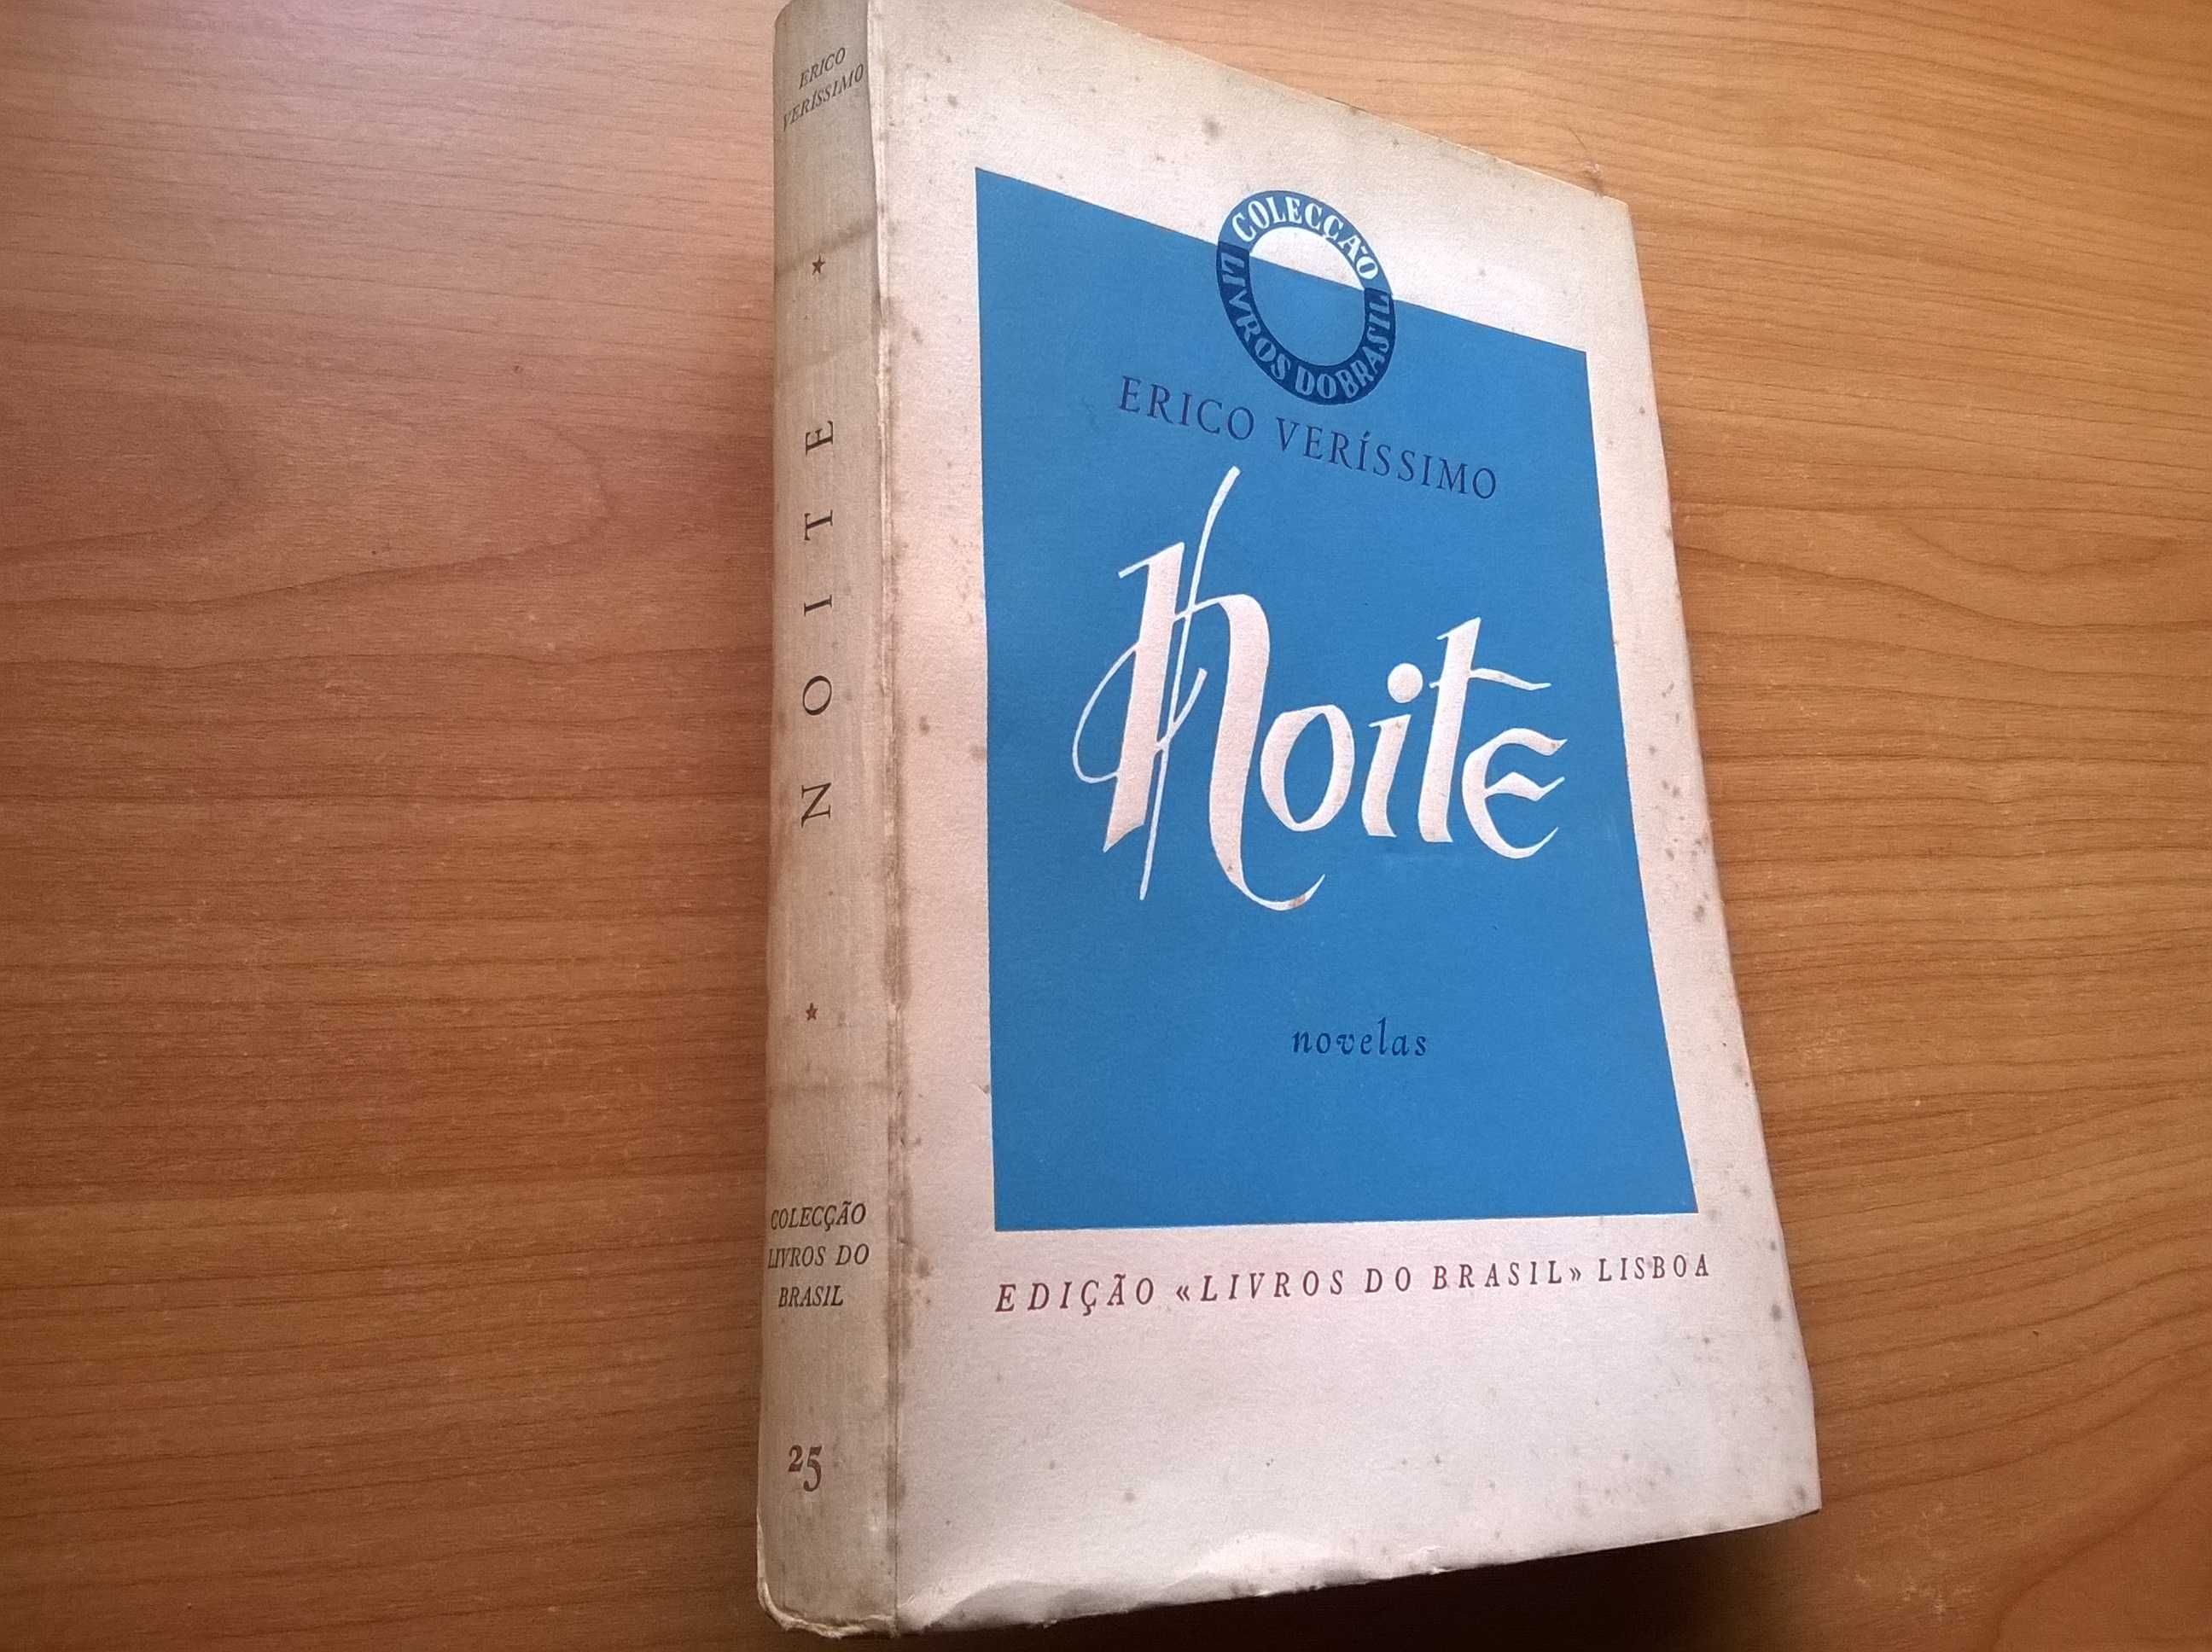 ERICO
VERÍSSIMO
★
NOITE
★
COLECÇÃO
LIVROS DO
BRASIL
25
COLECÇÃO
LIVROS DO BRASIL
ERICO VERÍSSIMO
Noite
novelas
EDIÇÃO «LIVROS DO BRASIL» LISBOA